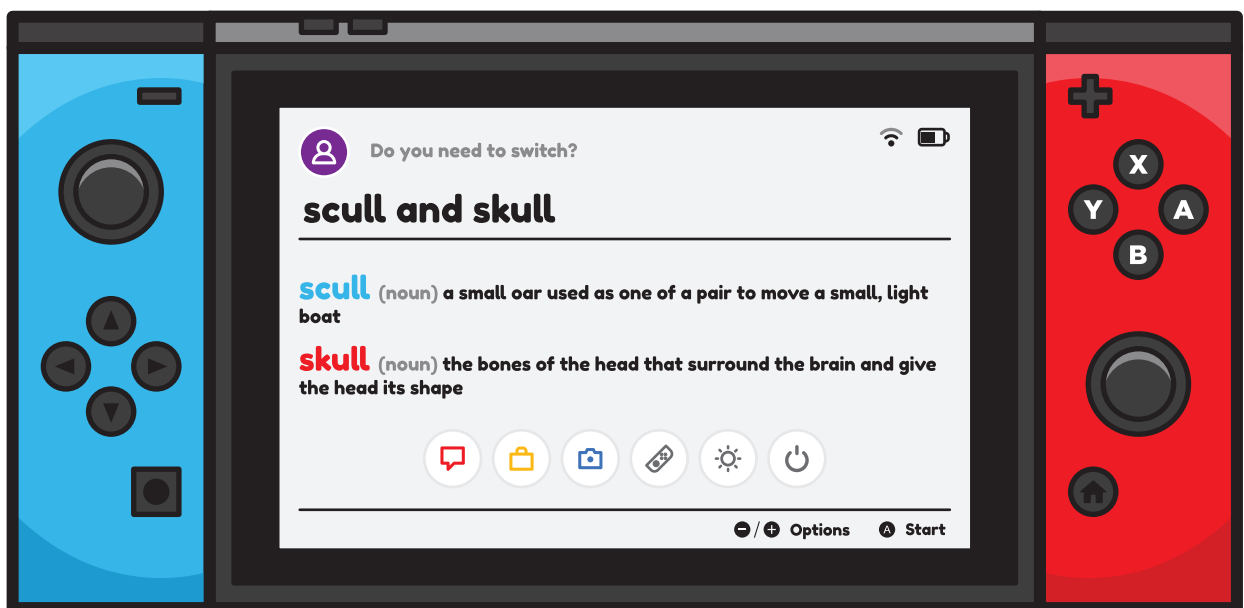 Do you need to switch?
scull and skull
scull (noun) a small oar used as one of a pair to move a small, light
boat
skull (noun) the bones of the head that surround the brain and give
the head its shape
X
Y A
B
−/+ Options A Start